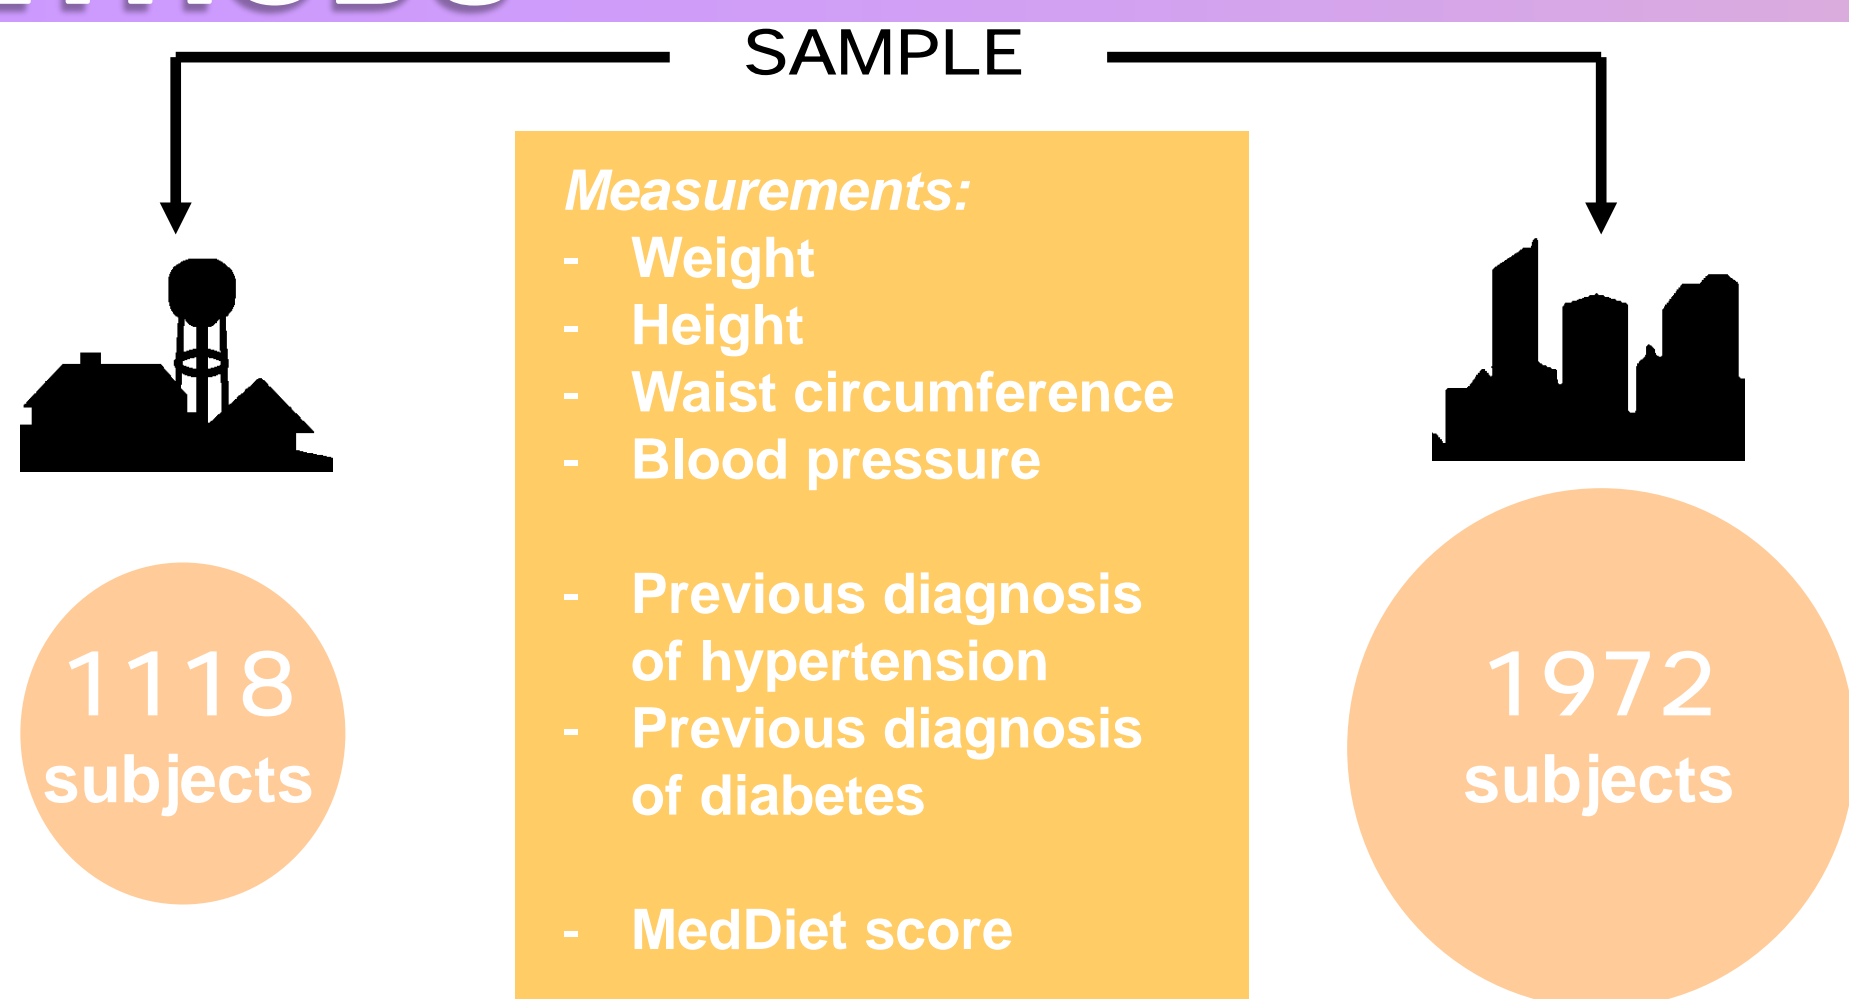 SAMPLE
Measurements:
- Weight
- Height
- Waist circumference
- Blood pressure
- Previous diagnosis
of hypertension
- Previous diagnosis
of diabetes
- MedDiet score
1118
subjects
1972
subjects